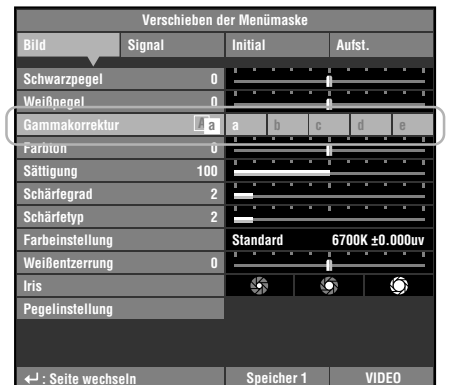 Verschieben der Menümaske
Bild Signal Initial Aufst.
Schwarzpegel 0
Weißpegel 0
Gammakorrektur A a a b c d e
Farbton 0
Sättigung 100
Schärfegrad 2
Schärfetyp 2
Farbeinstellung Standard 6700K ±0.000uv
Weißentzerrung 0
Iris
Pegelinstellung
↵ : Seite wechseln Speicher 1 VIDEO